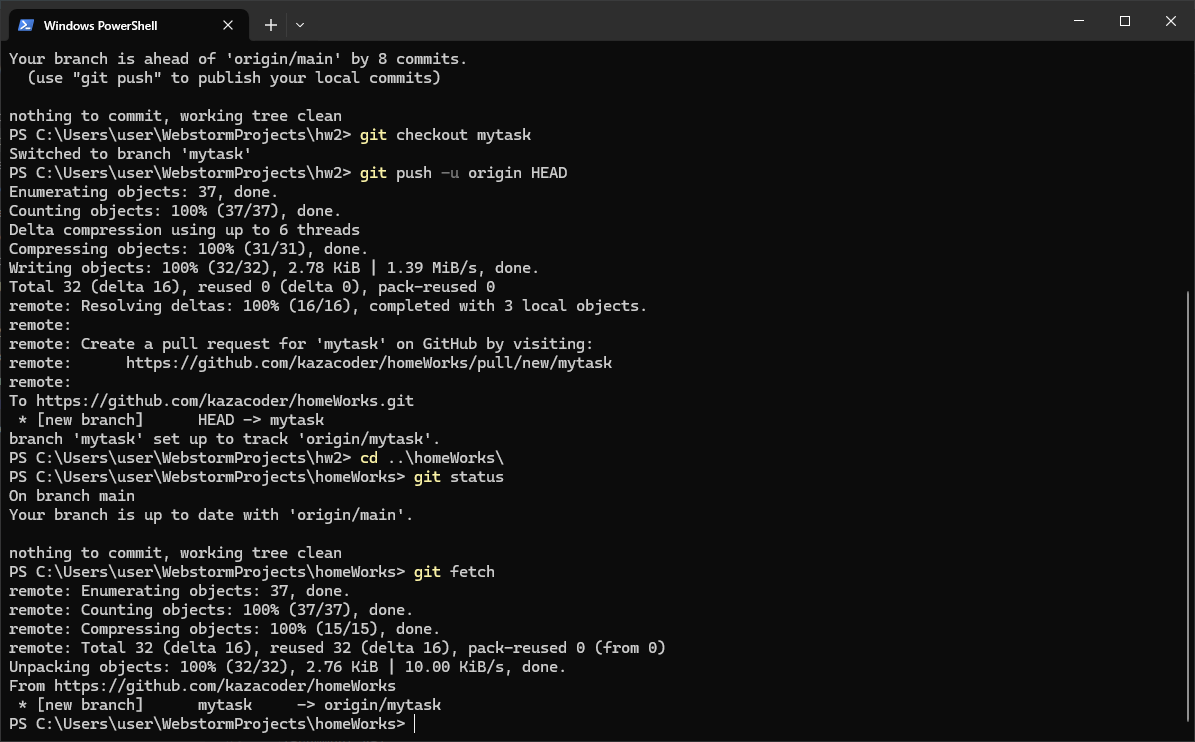 Windows PowerShell
Your branch is ahead of 'origin/main' by 8 commits.
  (use "git push" to publish your local commits)

nothing to commit, working tree clean
PS C:\Users\user\WebstormProjects\hw2> git checkout mytask
Switched to branch 'mytask'
PS C:\Users\user\WebstormProjects\hw2> git push -u origin HEAD
Enumerating objects: 37, done.
Counting objects: 100% (37/37), done.
Delta compression using up to 6 threads
Compressing objects: 100% (31/31), done.
Writing objects: 100% (32/32), 2.78 KiB | 1.39 MiB/s, done.
Total 32 (delta 16), reused 0 (delta 0), pack-reused 0
remote: Resolving deltas: 100% (16/16), completed with 3 local objects.
remote:
remote: Create a pull request for 'mytask' on GitHub by visiting:
remote:      https://github.com/kazacoder/homeWorks/pull/new/mytask
remote:
To https://github.com/kazacoder/homeWorks.git
 * [new branch]      HEAD -> mytask
branch 'mytask' set up to track 'origin/mytask'.
PS C:\Users\user\WebstormProjects\hw2> cd ..\homeWorks\
PS C:\Users\user\WebstormProjects\homeWorks> git status
On branch main
Your branch is up to date with 'origin/main'.

nothing to commit, working tree clean
PS C:\Users\user\WebstormProjects\homeWorks> git fetch
remote: Enumerating objects: 37, done.
remote: Counting objects: 100% (37/37), done.
remote: Compressing objects: 100% (15/15), done.
remote: Total 32 (delta 16), reused 32 (delta 16), pack-reused 0 (from 0)
Unpacking objects: 100% (32/32), 2.76 KiB | 10.00 KiB/s, done.
From https://github.com/kazacoder/homeWorks
 * [new branch]      mytask     -> origin/mytask
PS C:\Users\user\WebstormProjects\homeWorks>